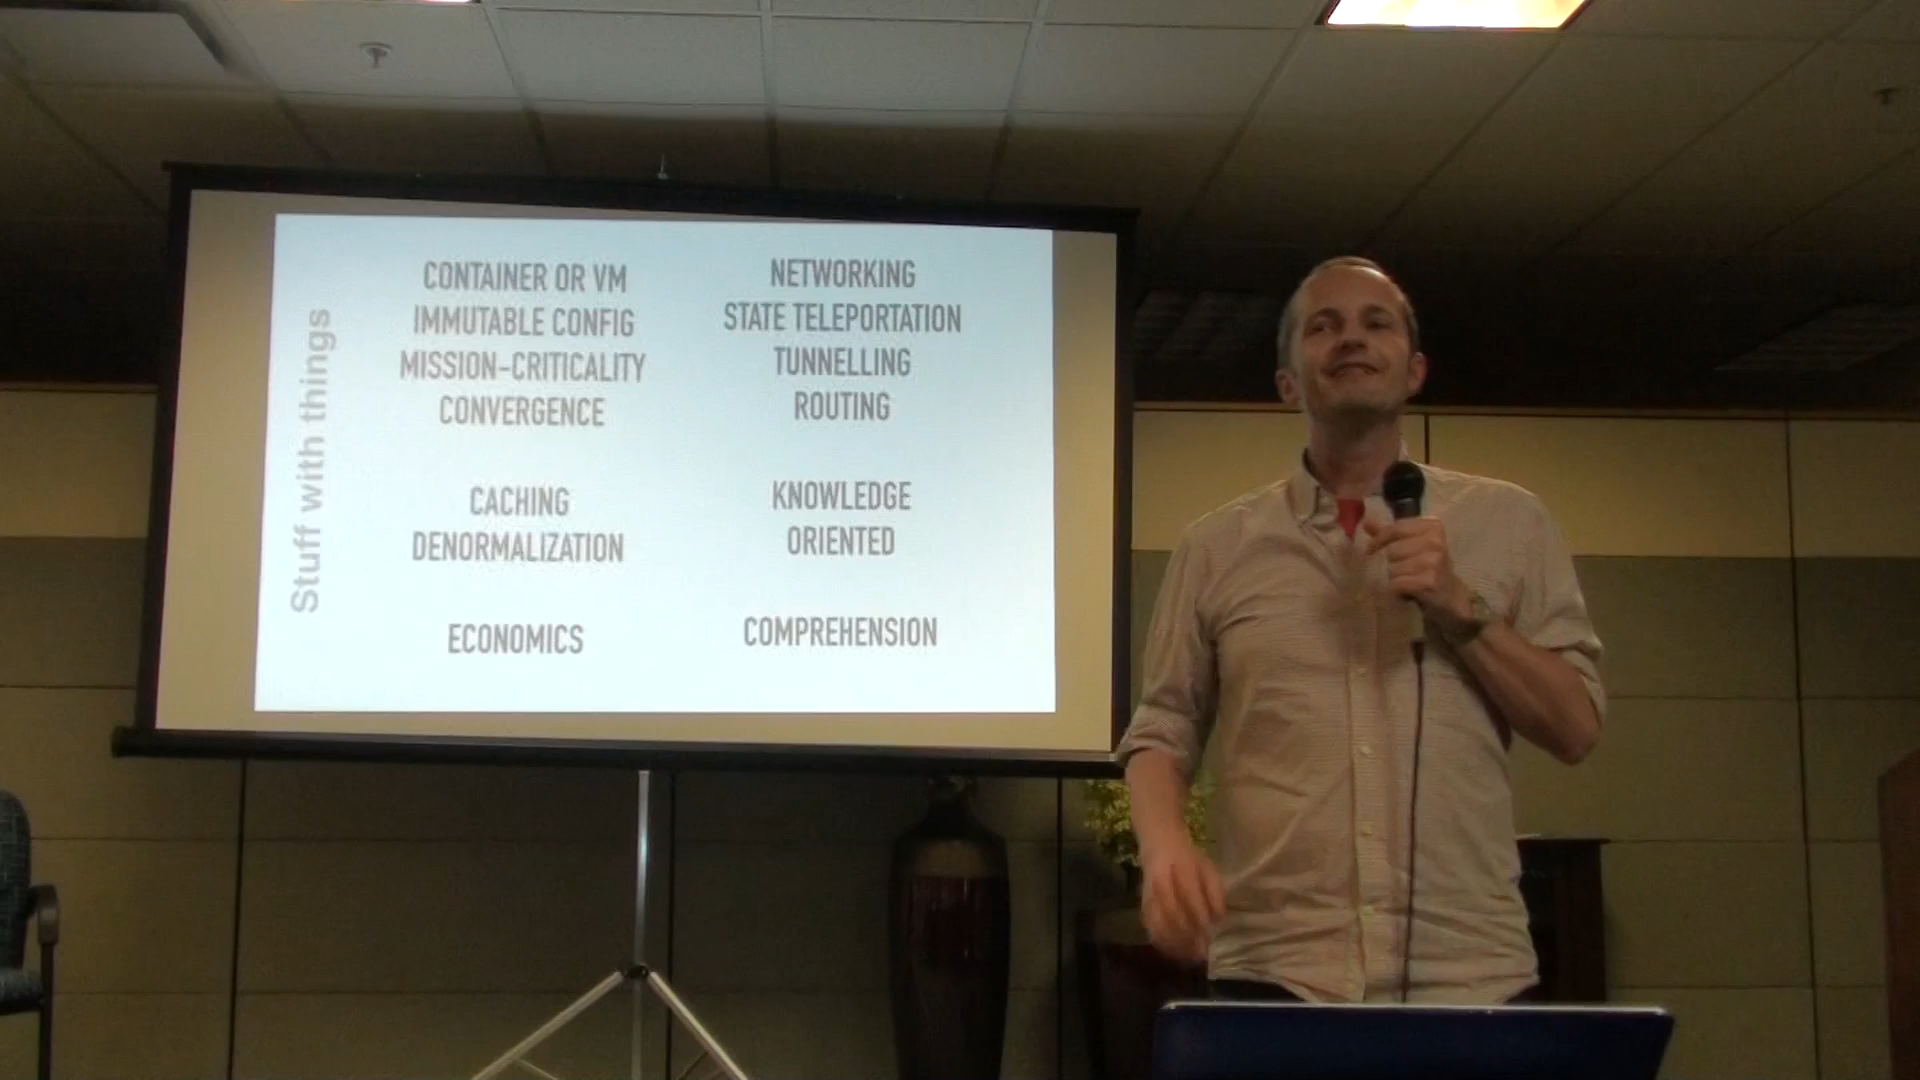 Stuff with things
CONTAINER OR VM
IMMUTABLE CONFIG
MISSION-CRITICALITY
CONVERGENCE
CACHING
DENORMALIZATION
ECONOMICS
NETWORKING
STATE TELEPORTATION
TUNNELLING
ROUTING
KNOWLEDGE
ORIENTED
COMPREHENSION